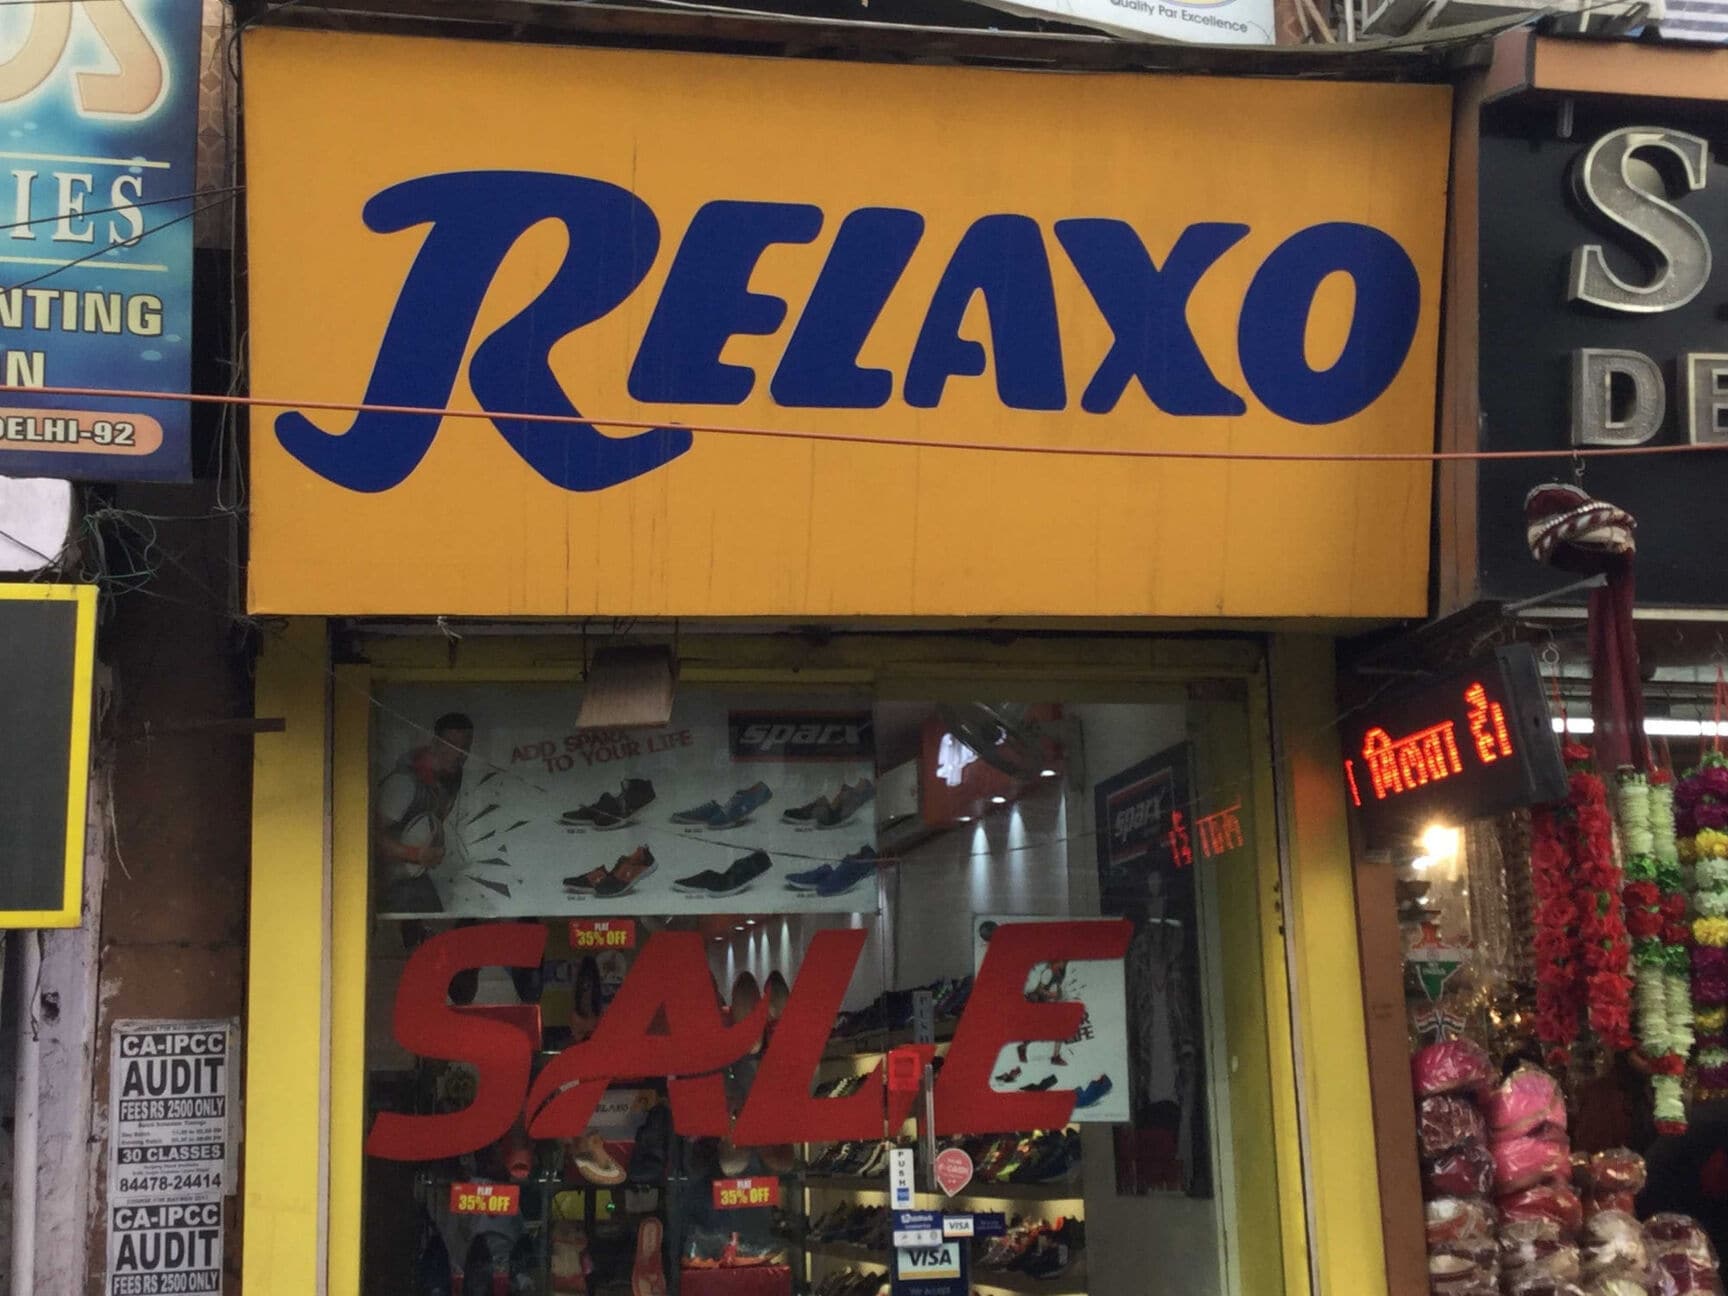 Quality Par Excellence
IES
NTING
N
DELHI-92
RELAXO
S
DE
मिलता है
ADD SPARX
TO YOUR LIFE
sparx
sparx
FLAT
35% OFF
SALE
FLAT
35% OFF
FLAT
35% OFF
PUSH
VISA
VISA
CA-IPCC
AUDIT
FEES RS 2500 ONLY
30 CLASSES
84478-24414
CA-IPCC
AUDIT
FEES RS 2500 ONLY